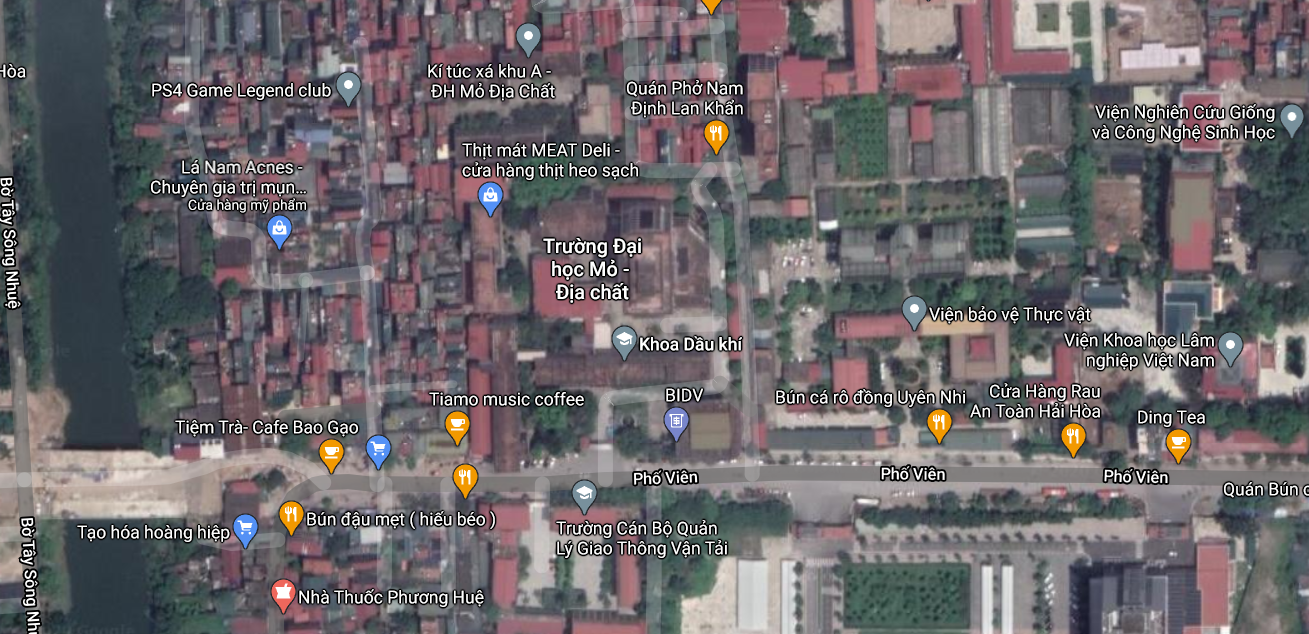 Hòa
Kí túc xá khu A -
ĐH Mỏ Địa Chất
PS4 Game Legend club
Quán Phở Nam
Định Lan Khẩn
Viện Nghiên Cứu Giống
và Công Nghệ Sinh Học
Thịt mát MEAT Deli -
cửa hàng thịt heo sạch
Lá Nam Acnes -
Chuyên gia trị mụn...
Cửa hàng mỹ phẩm
Bờ Tây Sông Nhuệ
Trường Đại
học Mỏ -
Địa chất
Viện bảo vệ Thực vật
Khoa Dầu khí
Viện Khoa học Lâm
nghiệp Việt Nam
Tiamo music coffee
BIDV
Bún cá rô đồng Uyên Nhi
Cửa Hàng Rau
An Toàn Hải Hòa
Ding Tea
Tiệm Trà- Cafe Bao Gạo
Phố Viên
Phố Viên
Phố Viên
Quán Bún c
Bún đậu mẹt ( hiếu béo )
Tạo hóa hoàng hiệp
Trường Cán Bộ Quản
Lý Giao Thông Vận Tải
Bờ Tây Sông Nh
Nhà Thuốc Phương Huệ